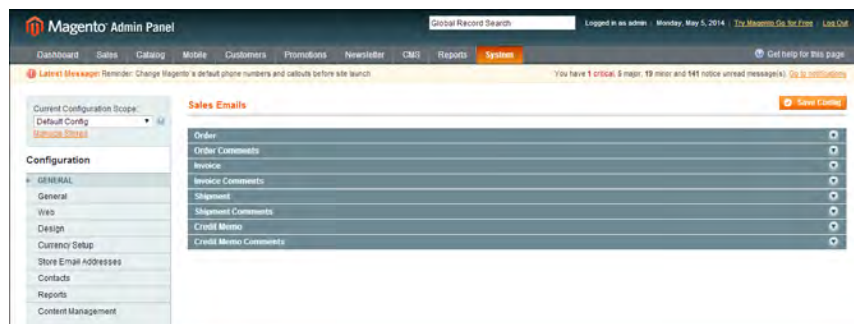 Magento Admin Panel
Global Record Search
Logged in as admin | Monday, May 5, 2014 | Try Magento Go for Free | Log Out
Dashboard Sales Catalog Mobile Customers Promotions Newsletter CMS Reports System
Get help for this page
Latest Message: Reminder: Change Magento's default phone numbers and callouts before site launch
You have 1 critical, 5 major, 19 minor and 141 notice unread message(s). Go to notifications
Current Configuration Scope:
Default Config
Manage Stores
Configuration
GENERAL
General
Web
Design
Currency Setup
Store Email Addresses
Contacts
Reports
Content Management
Sales Emails
Save Config
Order
Order Comments
Invoice
Invoice Comments
Shipment
Shipment Comments
Credit Memo
Credit Memo Comments